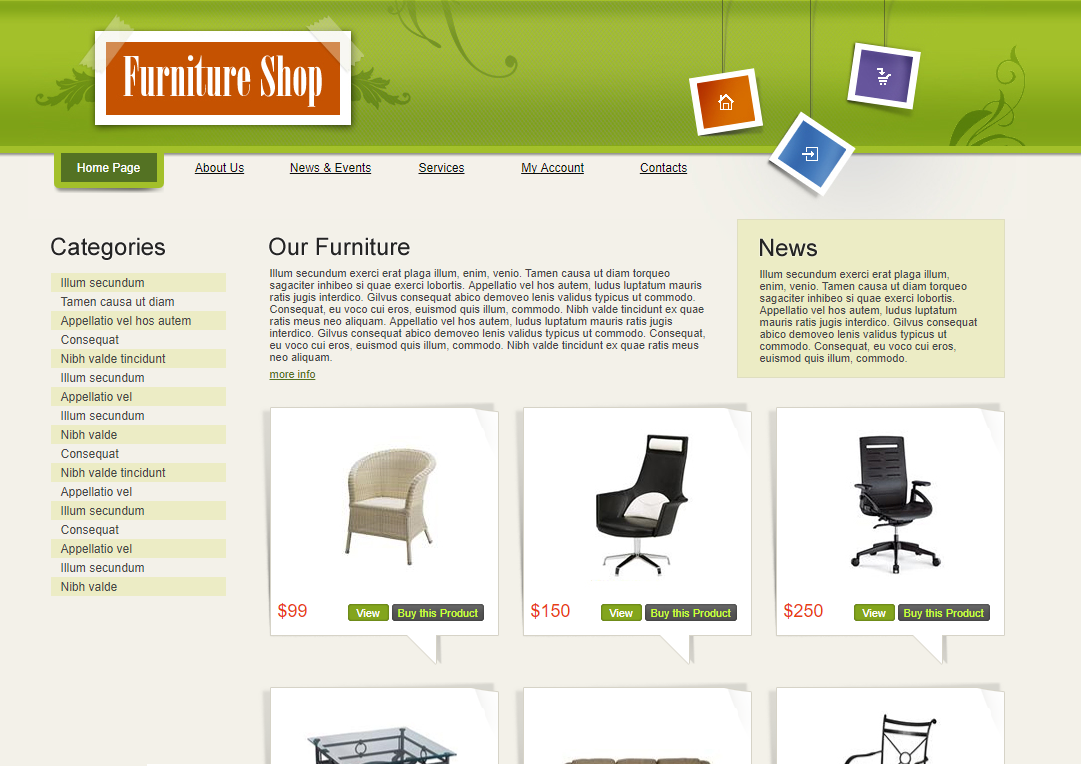 Furniture Shop
Home Page
About Us
News & Events
Services
My Account
Contacts
Categories
Illum secundum
Tamen causa ut diam
Appellatio vel hos autem
Consequat
Nibh valde tincidunt
Illum secundum
Appellatio vel
Illum secundum
Nibh valde
Consequat
Nibh valde tincidunt
Appellatio vel
Illum secundum
Consequat
Appellatio vel
Illum secundum
Nibh valde
Our Furniture
Illum secundum exerci erat plaga illum, enim, venio. Tamen causa ut diam torqueo
sagaciter inhibeo si quae exerci lobortis. Appellatio vel hos autem, ludus luptatum mauris
ratis jugis interdico. Gilvus consequat abico demoveo lenis validus typicus ut commodo.
Consequat, eu voco cui eros, euismod quis illum, commodo. Nibh valde tincidunt ex quae
ratis meus neo aliquam. Appellatio vel hos autem, ludus luptatum mauris ratis jugis
interdico. Gilvus consequat abico demoveo lenis validus typicus ut commodo. Consequat,
eu voco cui eros, euismod quis illum, commodo. Nibh valde tincidunt ex quae ratis meus
neo aliquam.
more info
News
Illum secundum exerci erat plaga illum,
enim, venio. Tamen causa ut diam torqueo
sagaciter inhibeo si quae exerci lobortis.
Appellatio vel hos autem, ludus luptatum
mauris ratis jugis interdico. Gilvus consequat
abico demoveo lenis validus typicus ut
commodo. Consequat, eu voco cui eros,
euismod quis illum, commodo.
$99
View
Buy this Product
$150
View
Buy this Product
$250
View
Buy this Product